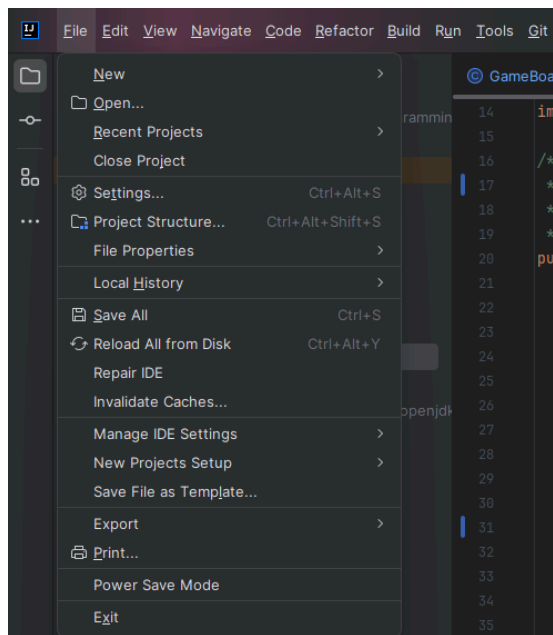 IJ File Edit View Navigate Code Refactor Build Run Tools Git
New
Open...
Recent Projects
Close Project
Settings... Ctrl+Alt+S
Project Structure... Ctrl+Alt+Shift+S
File Properties
Local History
Save All Ctrl+S
Reload All from Disk Ctrl+Alt+Y
Repair IDE
Invalidate Caches...
Manage IDE Settings
New Projects Setup
Save File as Template...
Export
Print...
Power Save Mode
Exit
rammin
openjdk
C GameBoa
14 im
15
16 /*
17 *
18 *
19 *
20 pu
21
22
23
24
25
26
27
28
29
30
31
32
33
34
35